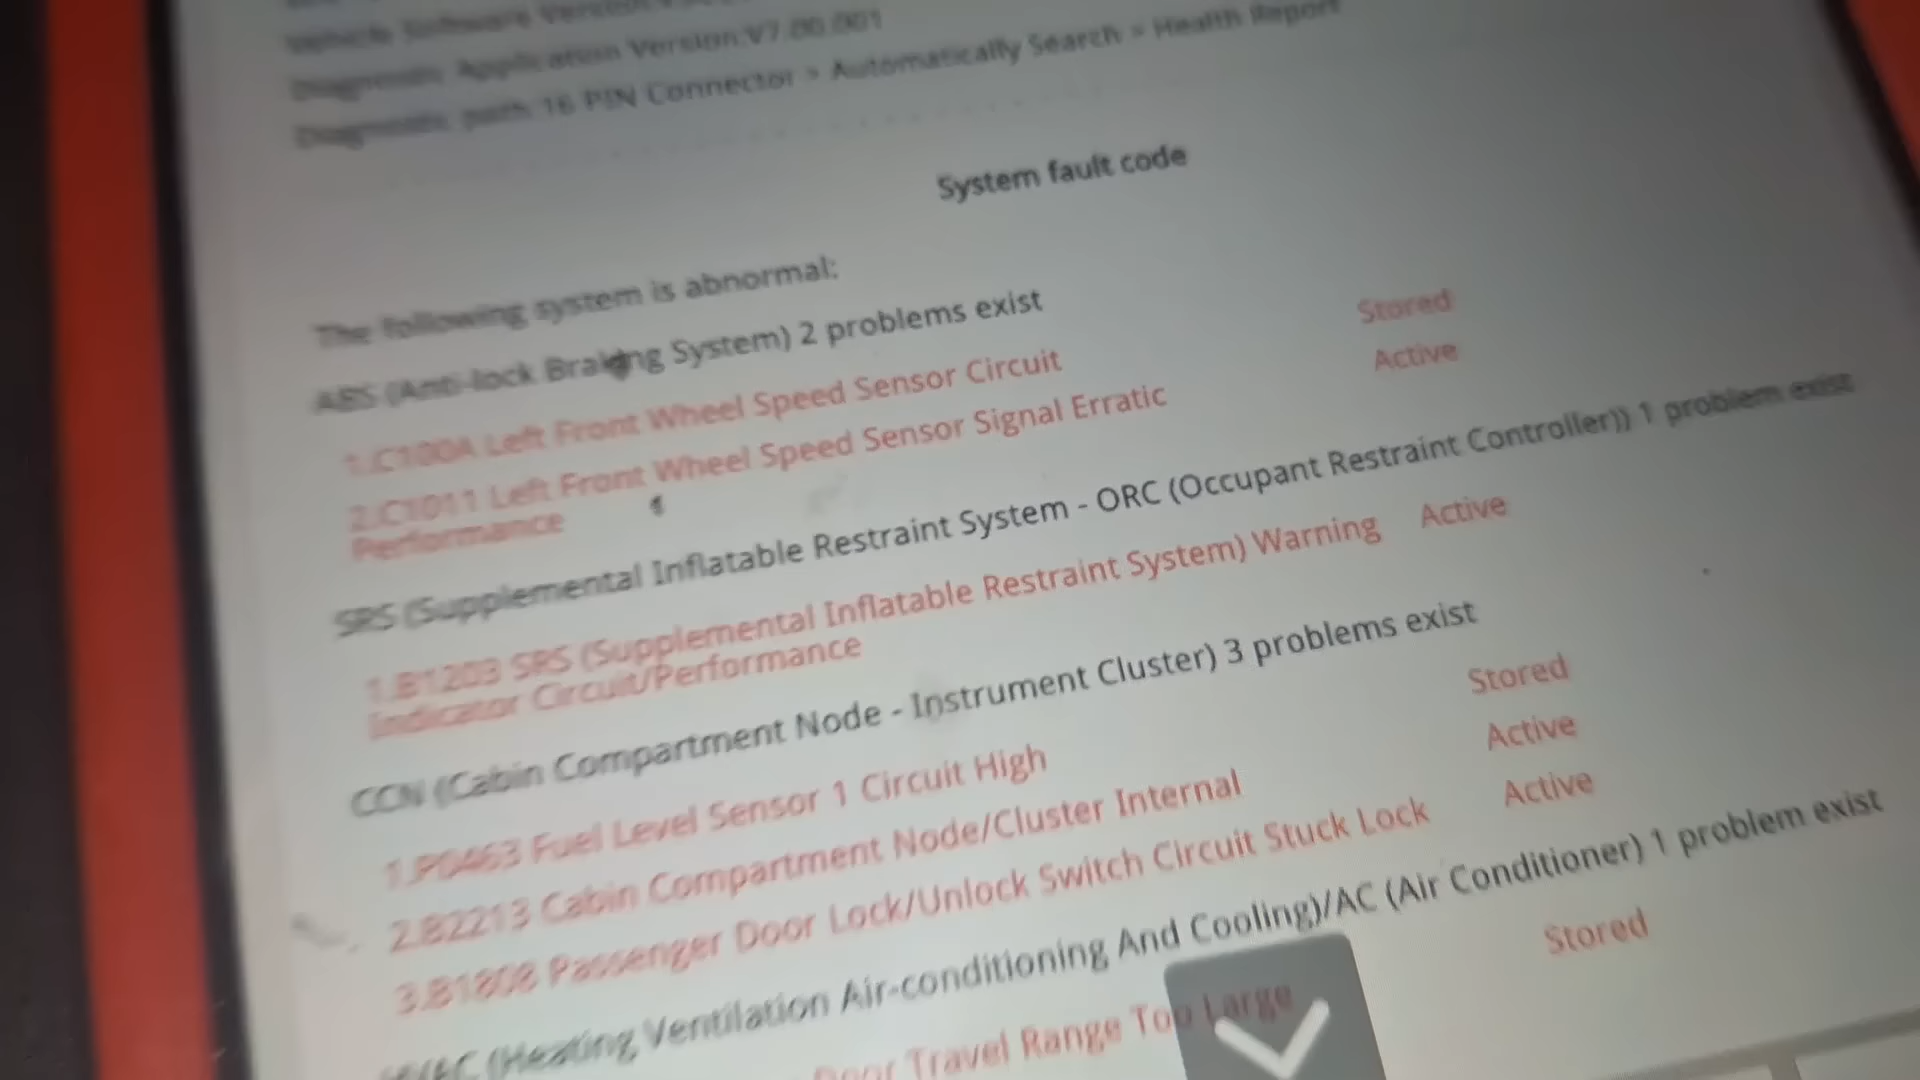 Vehicle Software Version
Diagnostic Application Version:V7.00.001
Diagnostic path: 16 PIN Connector > Automatically Search > Health Report
System fault code
The following system is abnormal:
ABS (Anti-lock Braking System) 2 problems exist
1.C100A Left Front Wheel Speed Sensor Circuit Stored
2.C1011 Left Front Wheel Speed Sensor Signal Erratic Active
Performance
SRS (Supplemental Inflatable Restraint System - ORC (Occupant Restraint Controller)) 1 problem exist
1.B1203 SRS (Supplemental Inflatable Restraint System) Warning Active
Indicator Circuit/Performance
CCN (Cabin Compartment Node - Instrument Cluster) 3 problems exist
1.P0463 Fuel Level Sensor 1 Circuit High Stored
2.B2213 Cabin Compartment Node/Cluster Internal Active
3.B1808 Passenger Door Lock/Unlock Switch Circuit Stuck Lock Active
HVAC (Heating Ventilation Air-conditioning And Cooling)/AC (Air Conditioner) 1 problem exist
Door Travel Range Too Large Stored